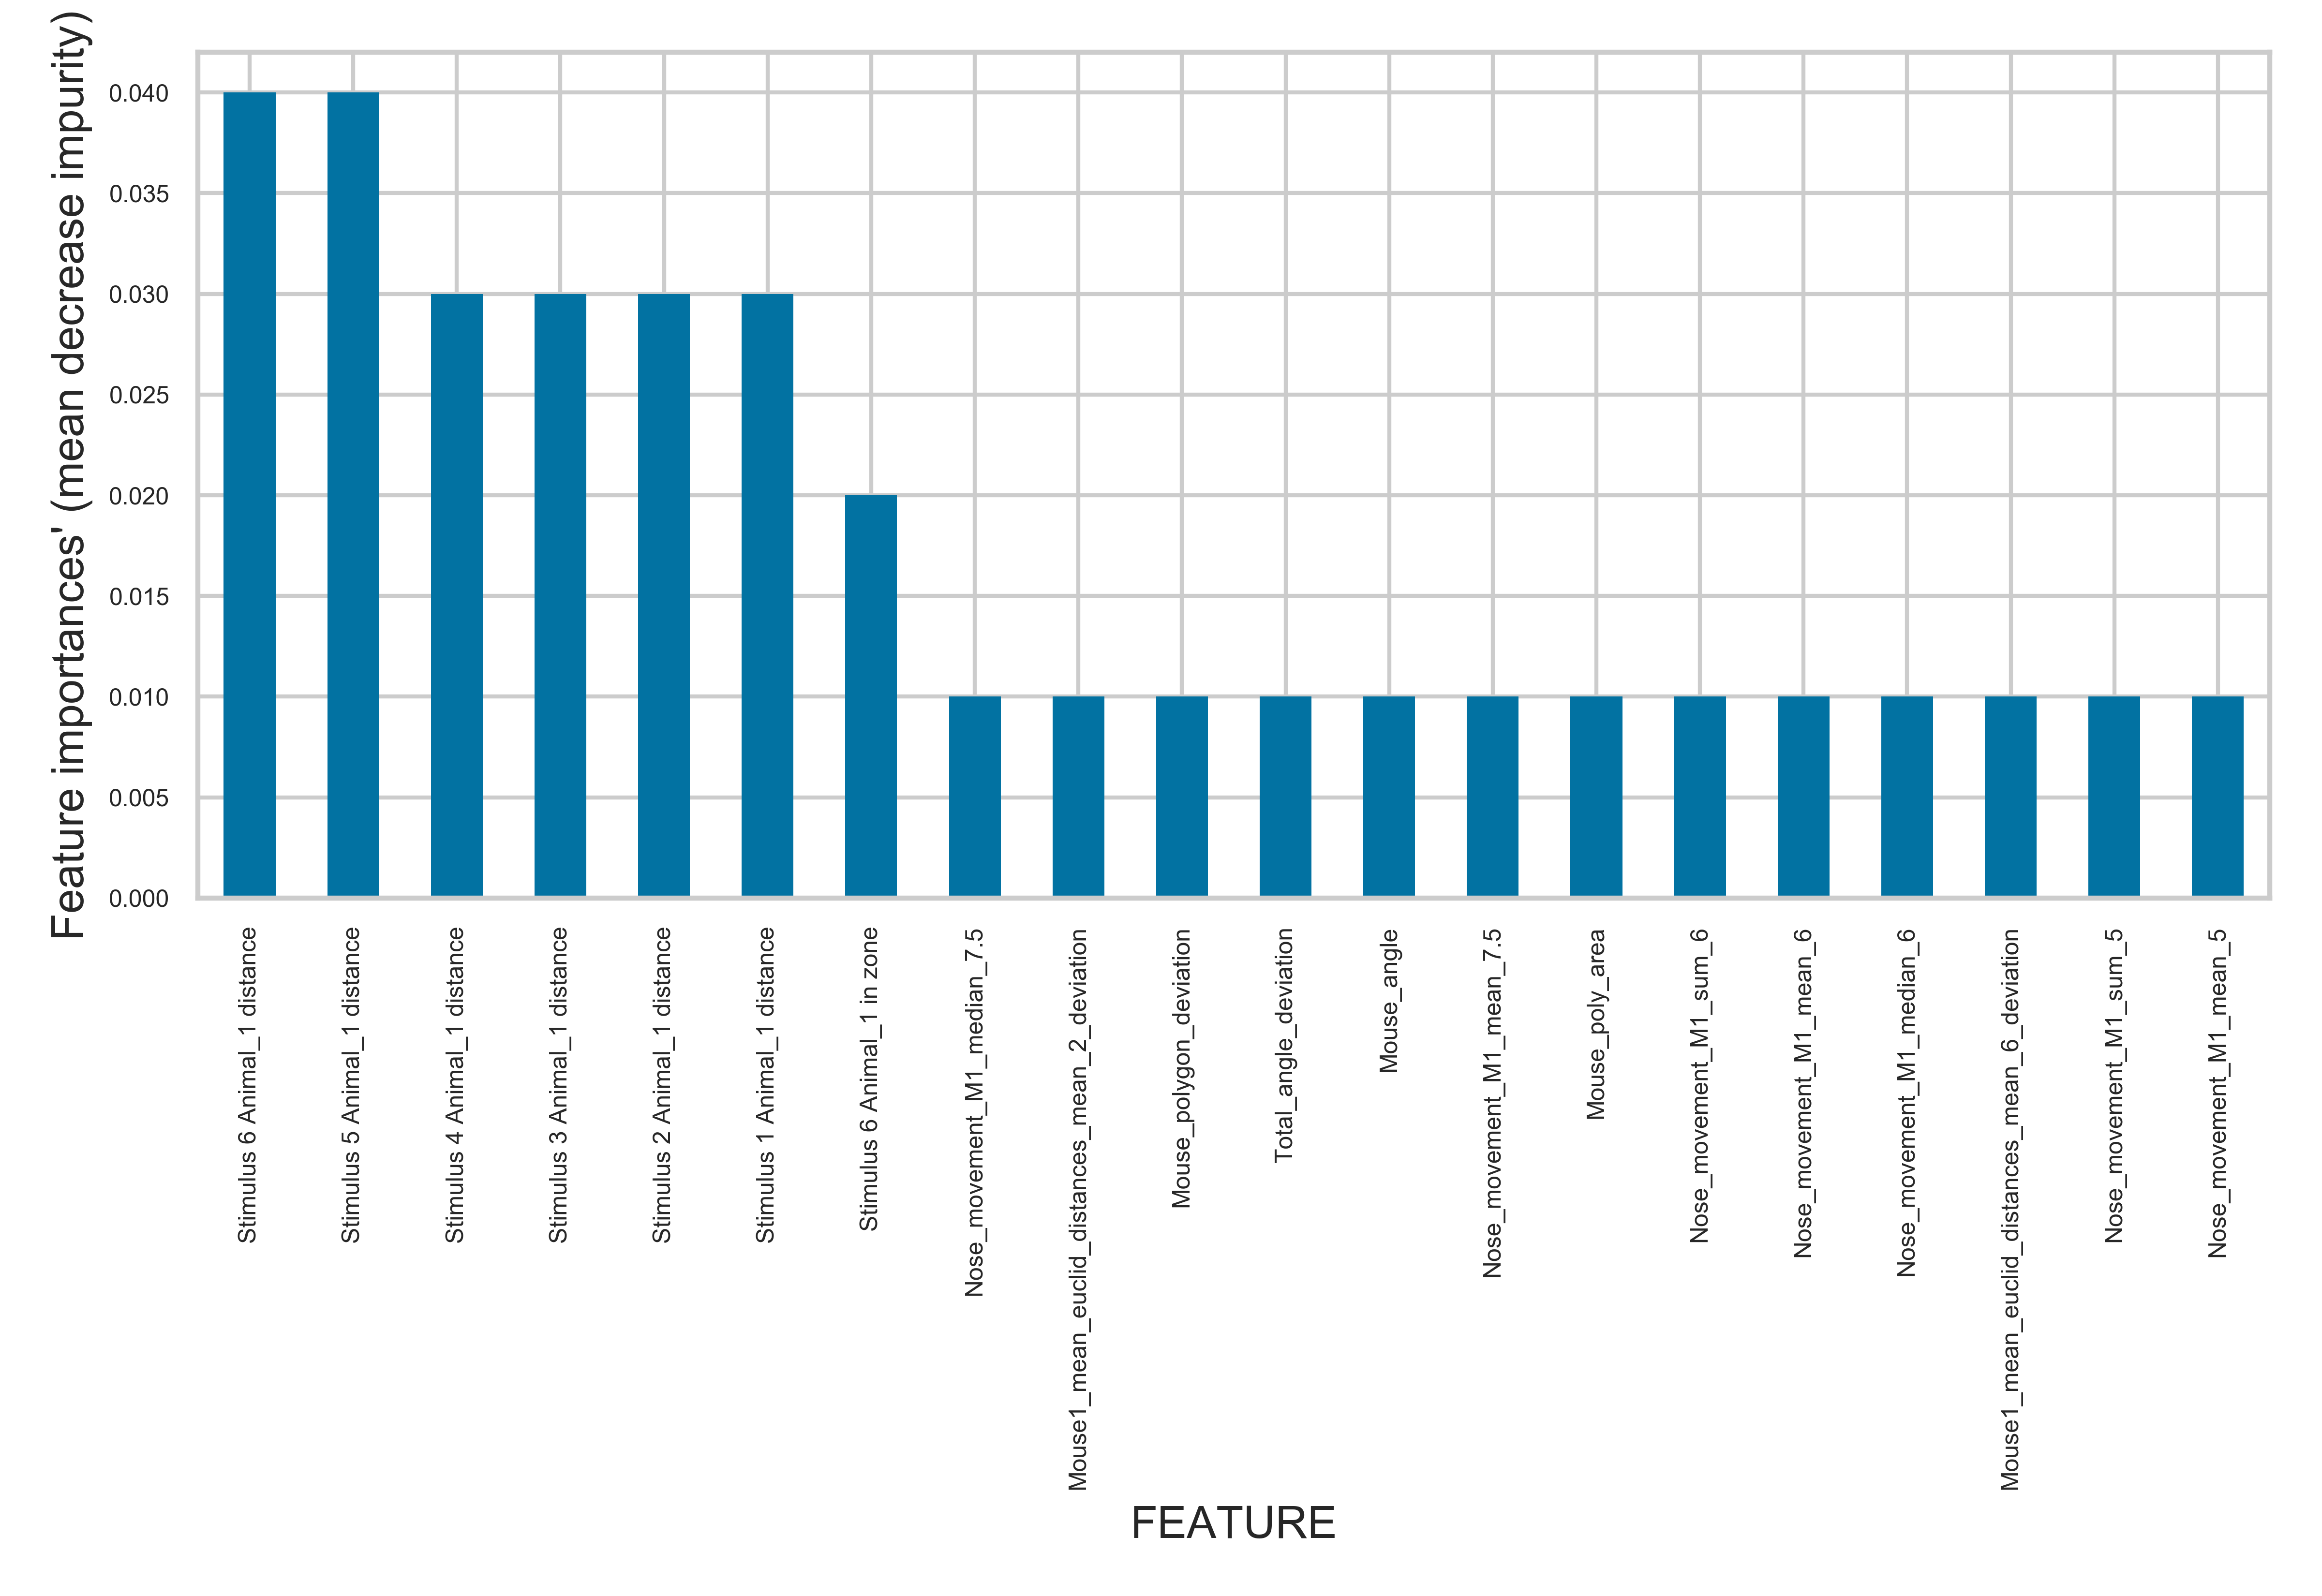 Feature importances' (mean decrease impurity)
0.040
0.035
0.030
0.025
0.020
0.015
0.010
0.005
0.000
Stimulus 6 Animal_1 distance
Stimulus 5 Animal_1 distance
Stimulus 4 Animal_1 distance
Stimulus 3 Animal_1 distance
Stimulus 2 Animal_1 distance
Stimulus 1 Animal_1 distance
Stimulus 6 Animal_1 in zone
Nose_movement_M1_median_7.5
Mouse1_mean_euclid_distances_mean_2_deviation
Mouse_polygon_deviation
Total_angle_deviation
Mouse_angle
Nose_movement_M1_mean_7.5
Mouse_poly_area
Nose_movement_M1_sum_6
Nose_movement_M1_mean_6
Nose_movement_M1_median_6
Mouse1_mean_euclid_distances_mean_6_deviation
Nose_movement_M1_sum_5
Nose_movement_M1_mean_5
FEATURE